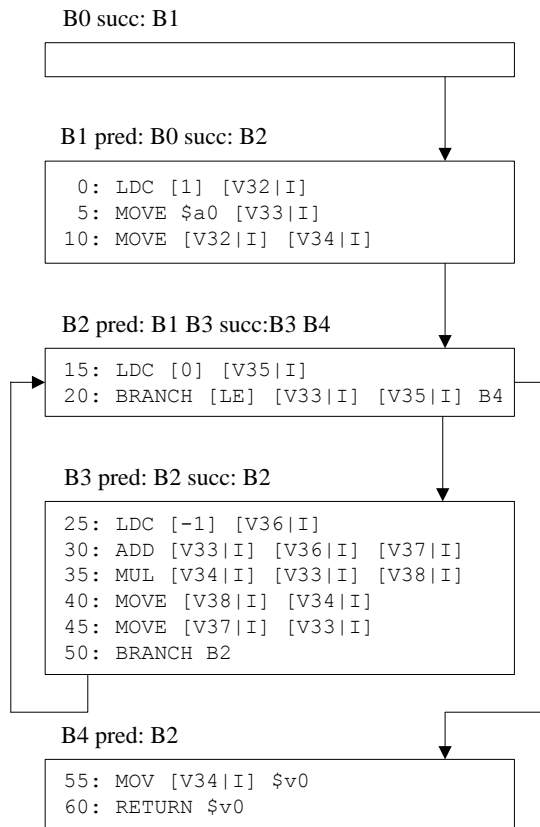 B0 succ: B1
B1 pred: B0 succ: B2
0: LDC [1] [V32|I]
5: MOVE $a0 [V33|I]
10: MOVE [V32|I] [V34|I]
B2 pred: B1 B3 succ:B3 B4
15: LDC [0] [V35|I]
20: BRANCH [LE] [V33|I] [V35|I] B4
B3 pred: B2 succ: B2
25: LDC [-1] [V36|I]
30: ADD [V33|I] [V36|I] [V37|I]
35: MUL [V34|I] [V33|I] [V38|I]
40: MOVE [V38|I] [V34|I]
45: MOVE [V37|I] [V33|I]
50: BRANCH B2
B4 pred: B2
55: MOV [V34|I] $v0
60: RETURN $v0